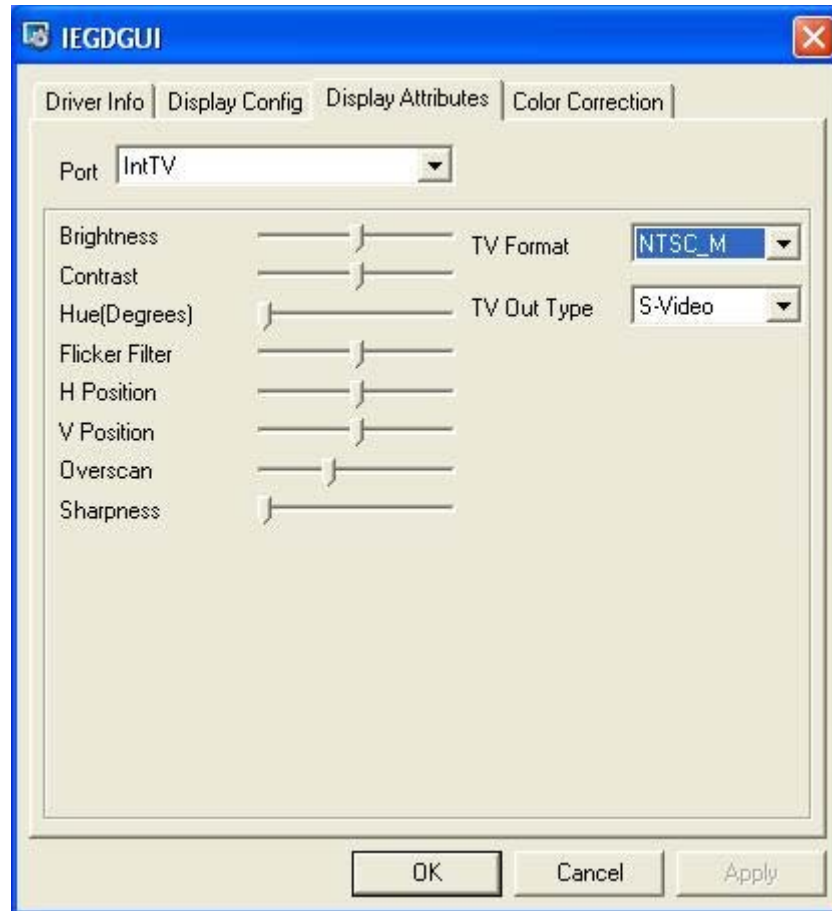 IEGDGUI
Driver Info Display Config Display Attributes Color Correction
Port IntTV
Brightness
TV Format NTSC_M
Contrast
Hue(Degrees)
TV Out Type S-Video
Flicker Filter
H Position
V Position
Overscan
Sharpness
OK Cancel Apply